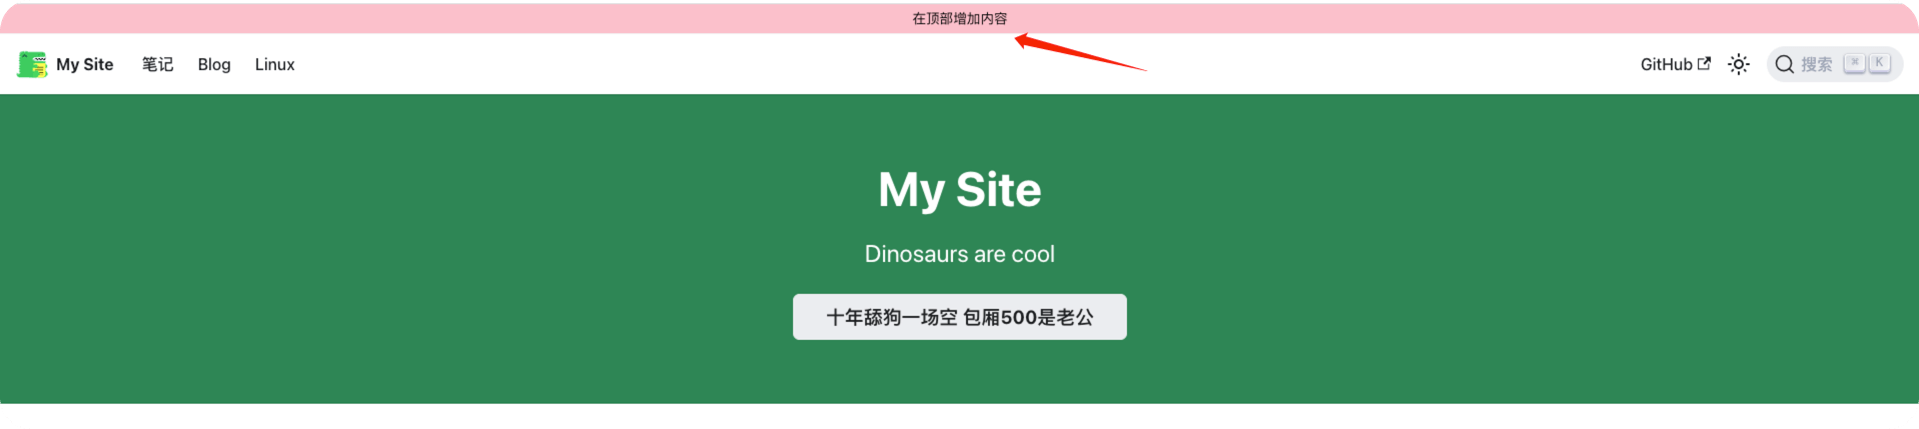 在顶部增加内容
My Site 笔记 Blog Linux GitHub 搜索 ⌘ K
My Site
Dinosaurs are cool
十年舔狗一场空 包厢500是老公